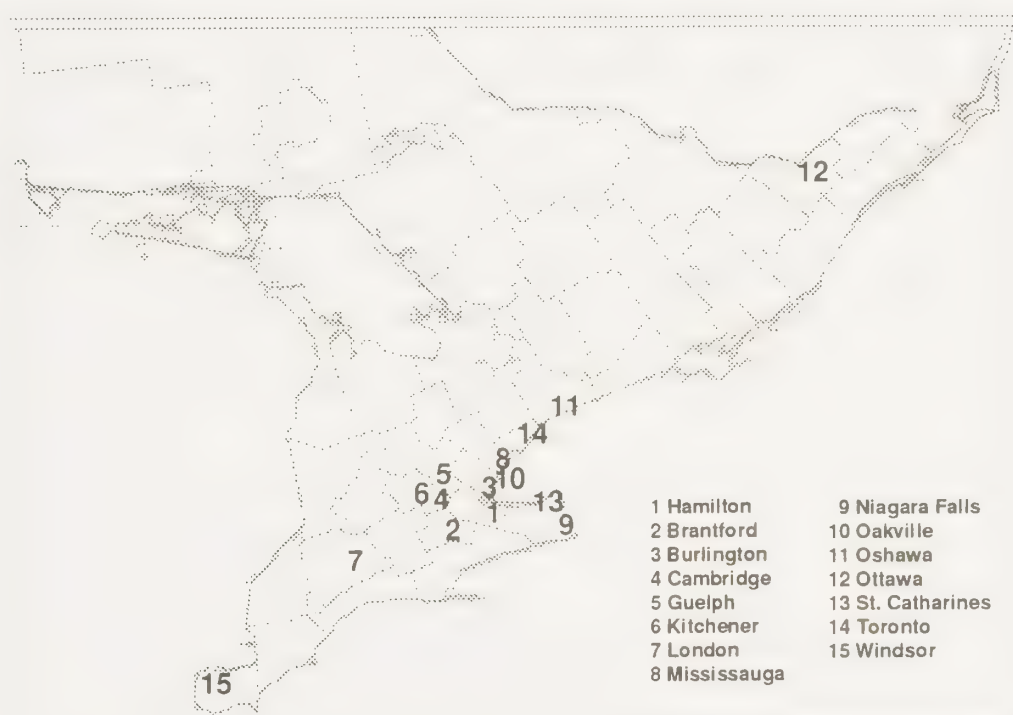 12
11
14
8
5
10
3
6
4
13
1
9
2
7
15
1 Hamilton
2 Brantford
3 Burlington
4 Cambridge
5 Guelph
6 Kitchener
7 London
8 Mississauga
9 Niagara Falls
10 Oakville
11 Oshawa
12 Ottawa
13 St. Catharines
14 Toronto
15 Windsor